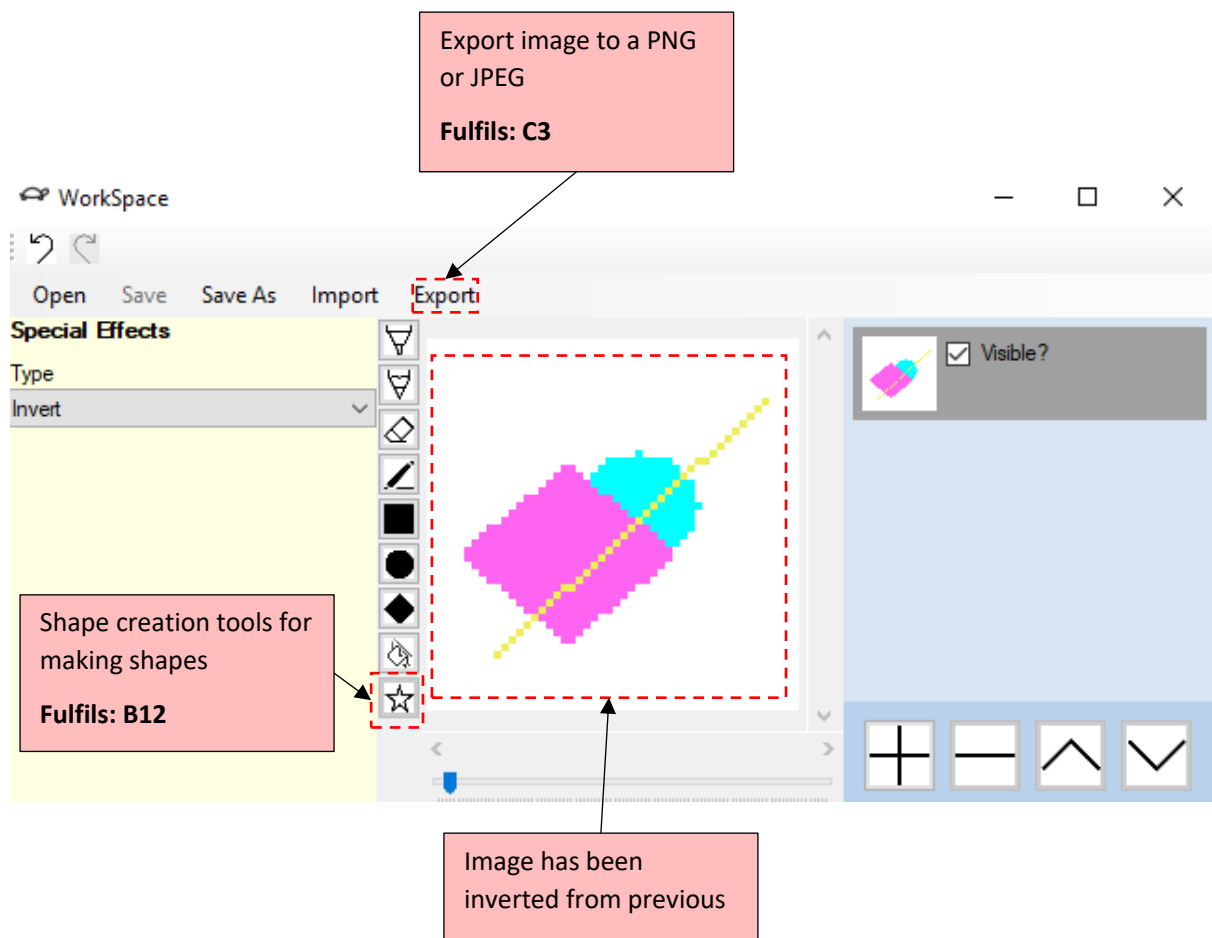 Export image to a PNG
or JPEG
Fulfils: C3
WorkSpace
Open Save Save As Import Export
Special Effects
Type
Invert
Visible?
Shape creation tools for
making shapes
Fulfils: B12
Image has been
inverted from previous